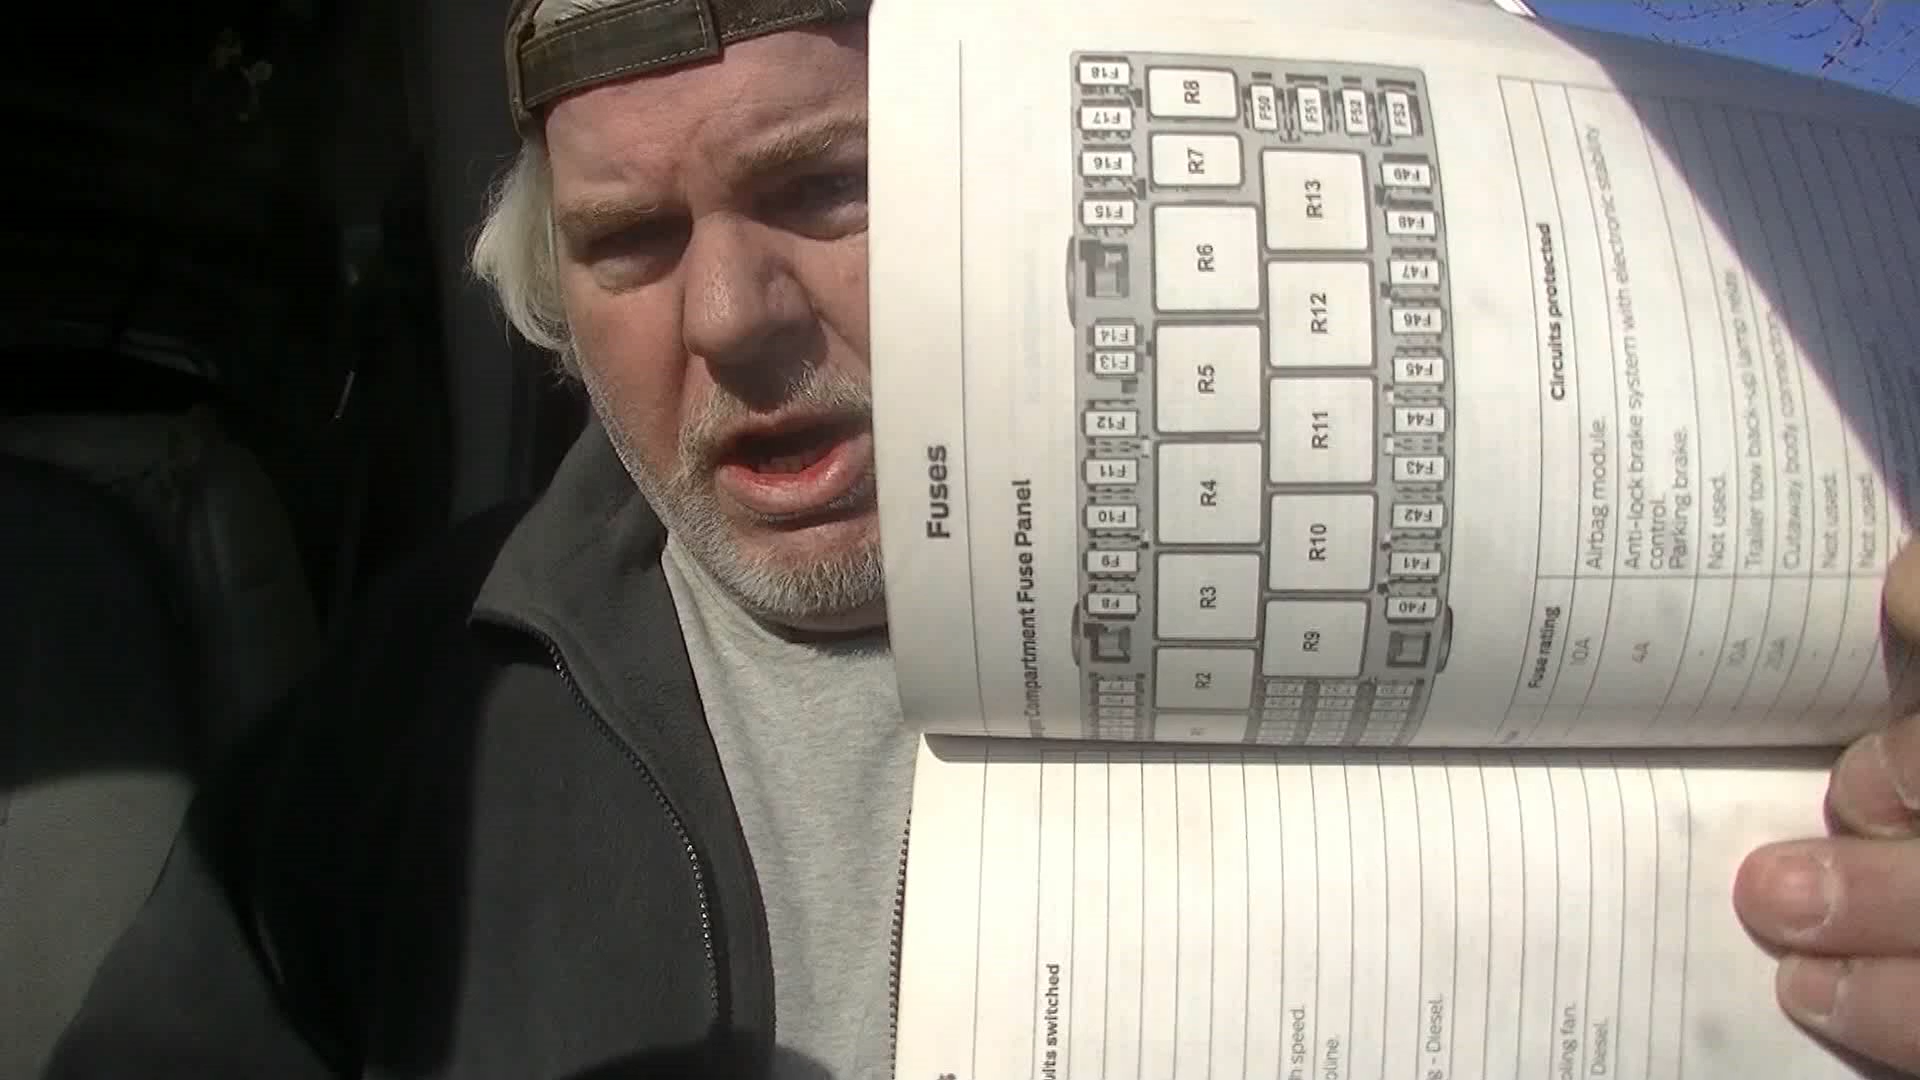 Fuses
Compartment Fuse Panel
F18
F17
F16
F15
F14
F13
F12
F11
F10
F9
F8
R8
R7
R6
R5
R4
R3
R2
R13
R12
R11
R10
R9
F50
F51
F52
F53
F49
F48
F47
F46
F45
F44
F43
F42
F41
F40
Fuse rating Circuits protected
10A Airbag module.
4A Anti-lock brake system with electronic stability
control.
Parking brake.
- Not used.
10A Trailer tow back-up lamp relay.
20A Cutaway body connector.
- Not used.
- Not used.
switched
speed.
- Diesel.
fan.
Diesel.